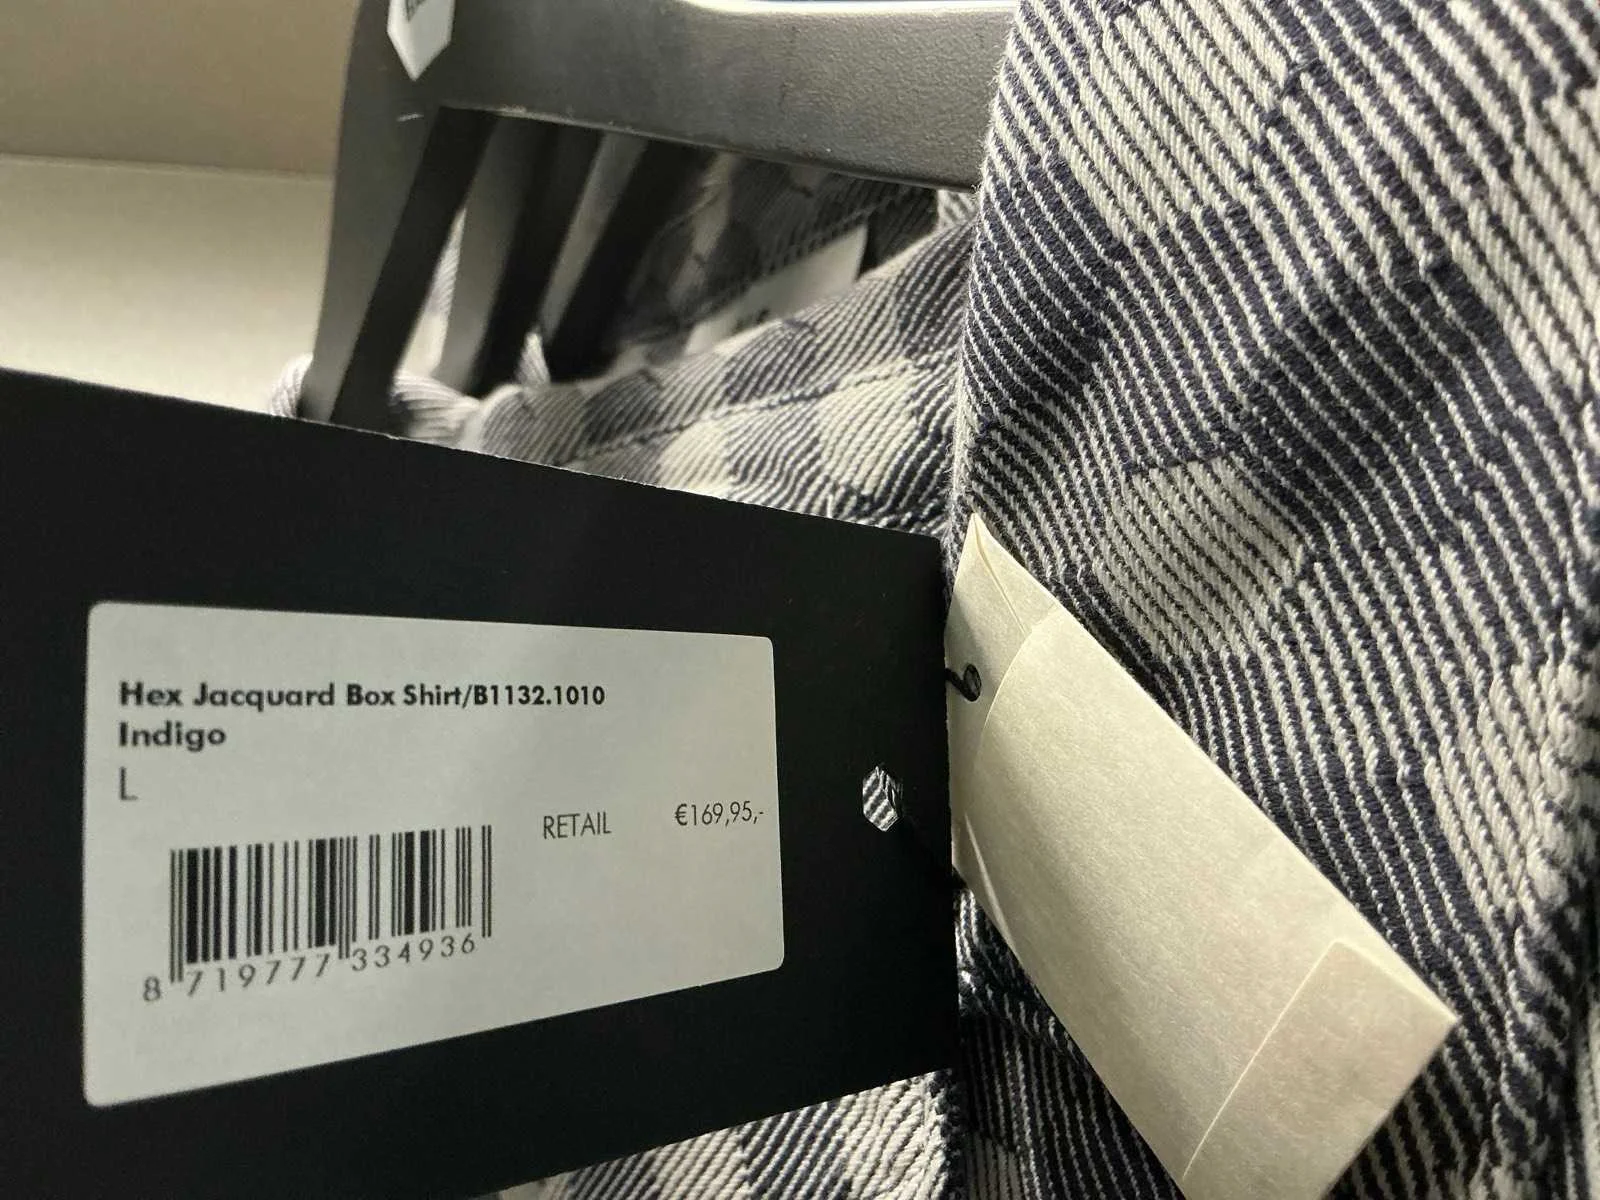 Hex Jacquard Box Shirt/B1132.1010
Indigo
L
RETAIL €169,95,-
8 719777 334936